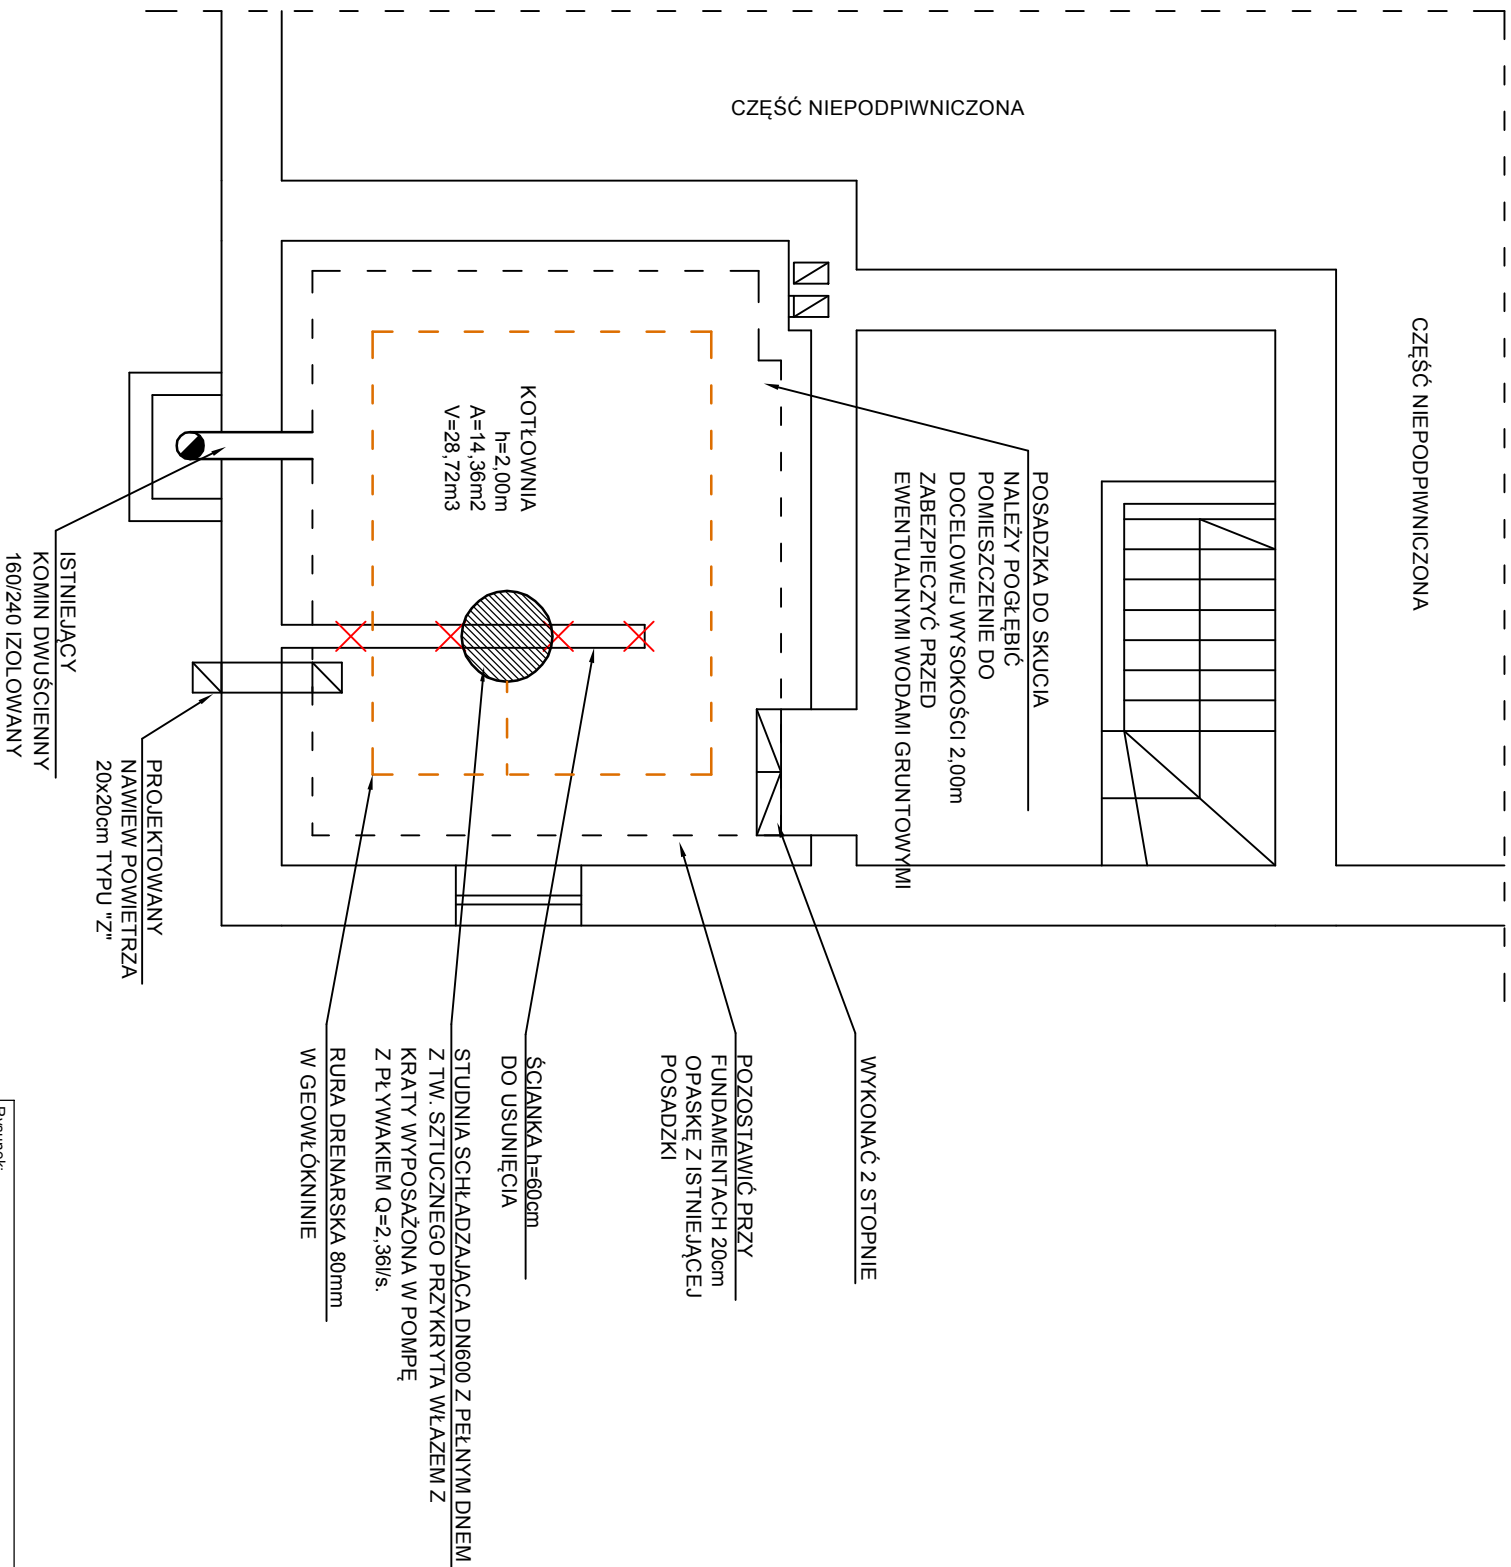 CZĘŚĆ NIEPODPIWNICZONA
CZĘŚĆ NIEPODPIWNICZONA
POSADZKA DO SKUCIA
NALEŻY POGŁĘBIĆ
POMIESZCZENIE DO
DOCELOWEJ WYSOKOŚCI 2,00m
ZABEZPIECZYĆ PRZED
EWENTUALNYMI WODAMI GRUNTOWYMI
KOTŁOWNIA
h=2,00m
A=14,36m2
V=28,72m3
ISTNIEJĄCY
KOMIN DWUŚCIENNY
160/240 IZOLOWANY
PROJEKTOWANY
NAWIEW POWIETRZA
20x20cm TYPU "Z"
WYKONAĆ 2 STOPNIE
POZOSTAWIĆ PRZY
FUNDAMENTACH 20cm
OPASKĘ Z ISTNIEJĄCEJ
POSADZKI
ŚCIANKA h=60cm
DO USUNIĘCIA
STUDNIA SCHŁADZAJĄCA DN600 Z PEŁNYM DNEM
Z TW. SZTUCZNEGO PRZYKRYTA WŁAZEM Z
KRATY WYPOSAŻONA W POMPĘ
Z PŁYWAKIEM Q=2,36l/s.
RURA DRENARSKA 80mm
W GEOWŁÓKNINIE